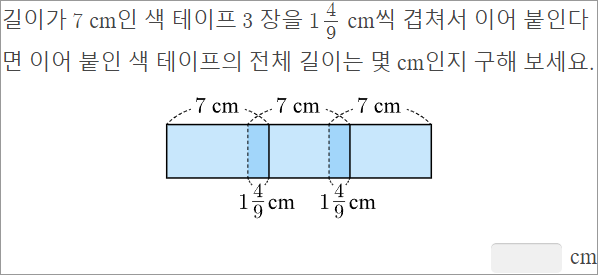 길이가 7 cm인 색 테이프 3 장을 1 4/9 cm씩 겹쳐서 이어 붙인다
면 이어 붙인 색 테이프의 전체 길이는 몇 cm인지 구해 보세요.
7 cm 7 cm 7 cm
1 4/9 cm 1 4/9 cm
cm